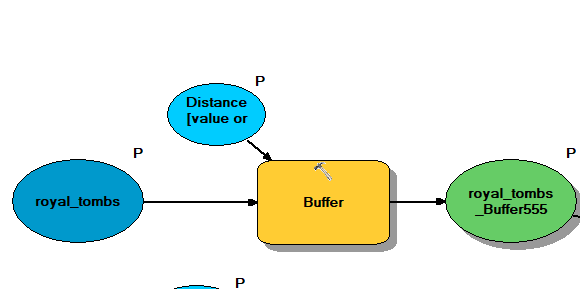 P
Distance
[value or
P
royal_tombs
Buffer
P
royal_tombs
_Buffer555
P